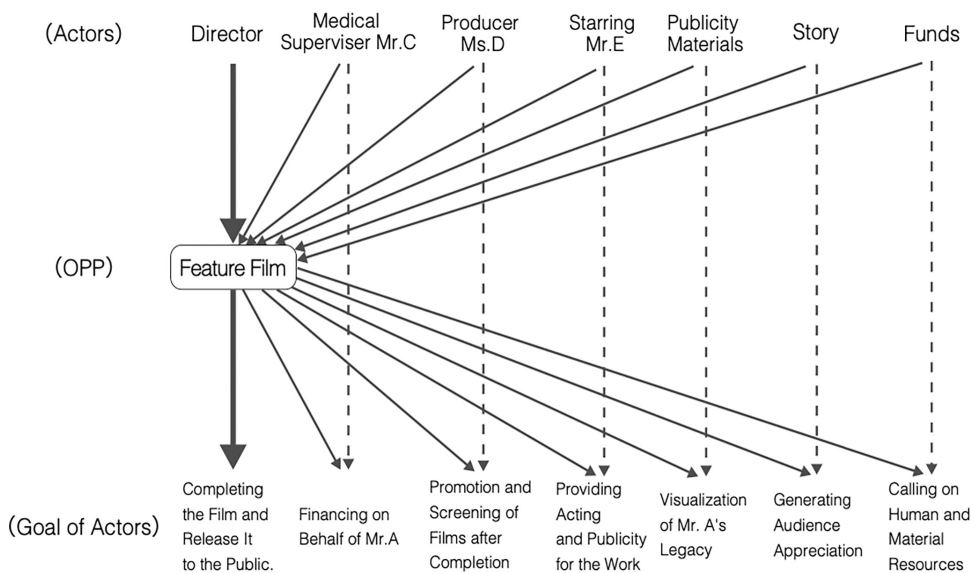 (Actors)
Director
Medical
Superviser Mr.C
Producer
Ms.D
Starring
Mr.E
Publicity
Materials
Story
Funds
(OPP)
Feature Film
(Goal of Actors)
Completing
the Film and
Release It
to the Public.
Financing on
Behalf of Mr.A
Promotion and
Screening of
Films after
Completion
Providing
Acting
and Publicity
for the Work
Visualization
of Mr. A's
Legacy
Generating
Audience
Appreciation
Calling on
Human and
Material
Resources